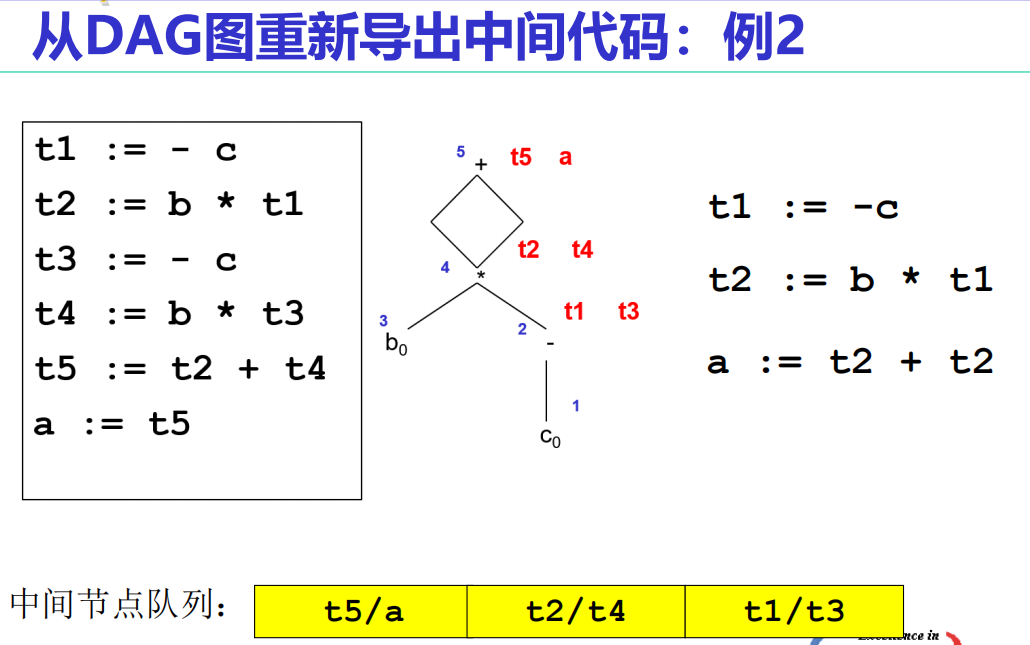 从DAG图重新导出中间代码：例2
t1 := - c
t2 := b * t1
t3 := - c
t4 := b * t3
t5 := t2 + t4
a := t5
5 + t5 a
t2 t4
4 *
t1 t3
3 2
b0 -
1
c0
t1 := -c
t2 := b * t1
a := t2 + t2
中间节点队列：
t5/a t2/t4 t1/t3
Excellence in